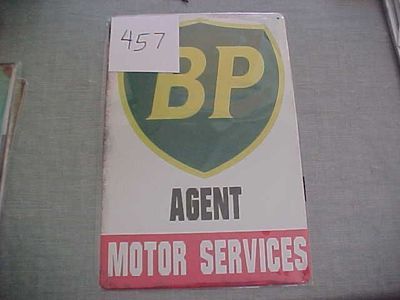 457
BP
AGENT
MOTOR SERVICES